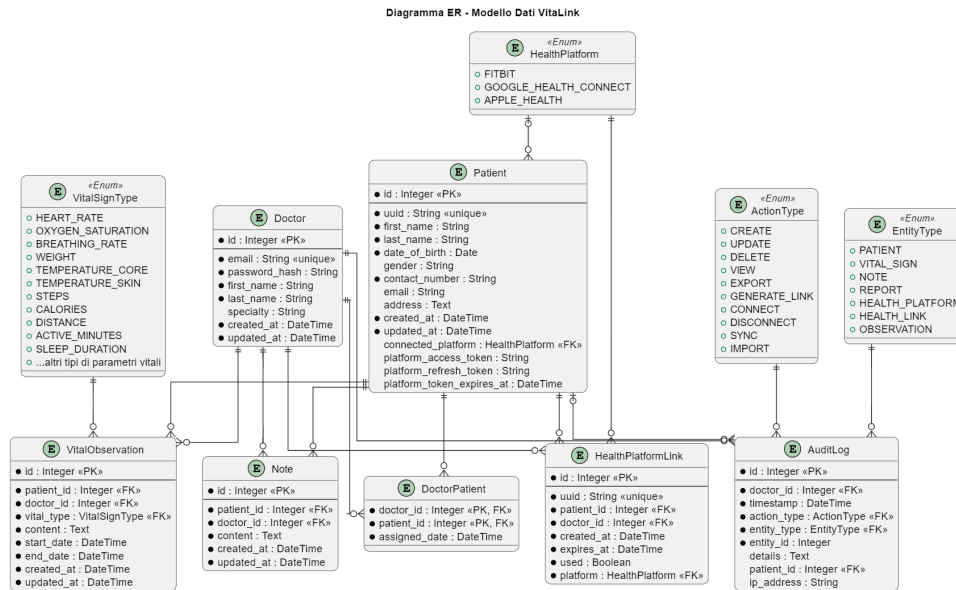 Diagramma ER - Modello Dati VitaLink
E
«Enum»
HealthPlatform
FITBIT
GOOGLE_HEALTH_CONNECT
APPLE_HEALTH
E
«Enum»
VitalSignType
HEART_RATE
OXYGEN_SATURATION
BREATHING_RATE
WEIGHT
TEMPERATURE_CORE
TEMPERATURE_SKIN
STEPS
CALORIES
DISTANCE
ACTIVE_MINUTES
SLEEP_DURATION
...altri tipi di parametri vitali
E
Doctor
id : Integer «PK»
email : String «unique»
password_hash : String
first_name : String
last_name : String
specialty : String
created_at : DateTime
updated_at : DateTime
E
Patient
id : Integer «PK»
uuid : String «unique»
first_name : String
last_name : String
date_of_birth : Date
gender : String
contact_number : String
email : String
address : Text
created_at : DateTime
updated_at : DateTime
connected_platform : HealthPlatform «FK»
platform_access_token : String
platform_refresh_token : String
platform_token_expires_at : DateTime
E
«Enum»
ActionType
CREATE
UPDATE
DELETE
VIEW
EXPORT
GENERATE_LINK
CONNECT
DISCONNECT
SYNC
IMPORT
E
«Enum»
EntityType
PATIENT
VITAL_SIGN
NOTE
REPORT
HEALTH_PLATFORM
HEALTH_LINK
OBSERVATION
E
VitalObservation
id : Integer «PK»
patient_id : Integer «FK»
doctor_id : Integer «FK»
vital_type : VitalSignType «FK»
content : Text
start_date : DateTime
end_date : DateTime
created_at : DateTime
updated_at : DateTime
E
Note
id : Integer «PK»
patient_id : Integer «FK»
doctor_id : Integer «FK»
content : Text
created_at : DateTime
updated_at : DateTime
E
DoctorPatient
doctor_id : Integer «PK, FK»
patient_id : Integer «PK, FK»
assigned_date : DateTime
E
HealthPlatformLink
id : Integer «PK»
uuid : String «unique»
patient_id : Integer «FK»
doctor_id : Integer «FK»
created_at : DateTime
expires_at : DateTime
used : Boolean
platform : HealthPlatform «FK»
E
AuditLog
id : Integer «PK»
doctor_id : Integer «FK»
timestamp : DateTime
action_type : ActionType «FK»
entity_type : EntityType «FK»
entity_id : Integer
details : Text
patient_id : Integer «FK»
ip_address : String